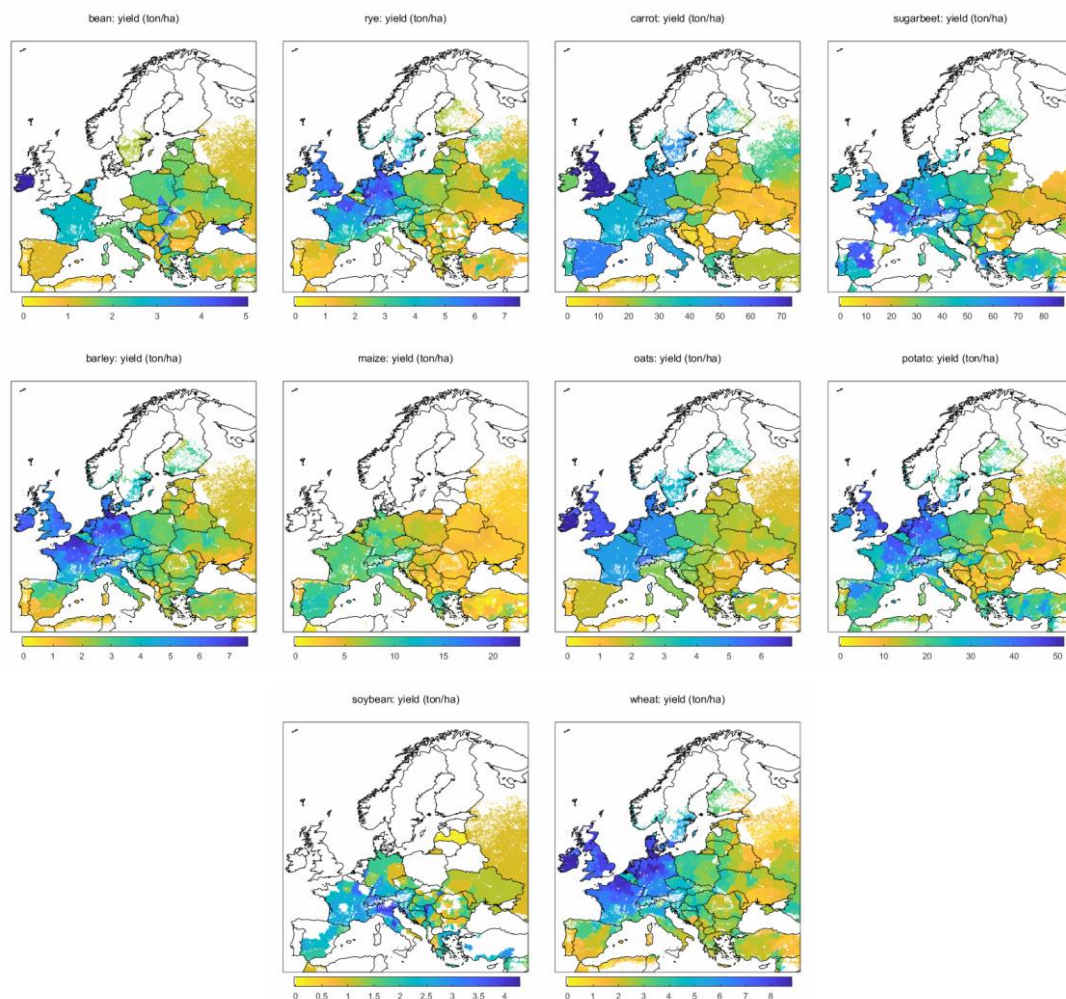 bean: yield (ton/ha) rye: yield (ton/ha) carrot: yield (ton/ha) sugarbeet: yield (ton/ha)
0 1 2 3 4 5 0 1 2 3 4 5 6 7 0 10 20 30 40 50 60 70 0 10 20 30 40 50 60 70 80
barley: yield (ton/ha) maize: yield (ton/ha) oats: yield (ton/ha) potato: yield (ton/ha)
0 1 2 3 4 5 6 7 5 10 15 20 0 1 2 3 4 5 6 0 10 20 30 40 50
soybean: yield (ton/ha) wheat: yield (ton/ha)
0 0.5 1 1.5 2 2.5 3 3.5 4 0 1 2 3 4 5 6 7 8